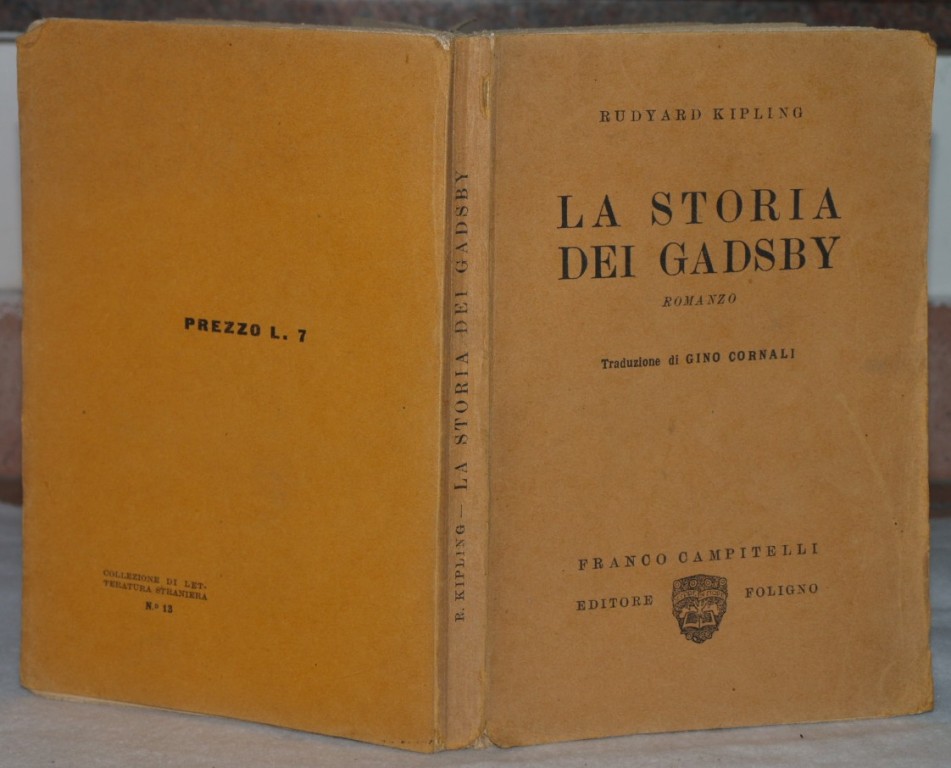 PREZZO L. 7
COLLEZIONE DI LET-
TERATURA STRANIERA
N.º 13
R. KIPLING — LA STORIA DEI GADSBY
RUDYARD KIPLING
LA STORIA
DEI GADSBY
ROMANZO
Traduzione di GINO CORNALI
FRANCO CAMPITELLI
EDITORE FOLIGNO